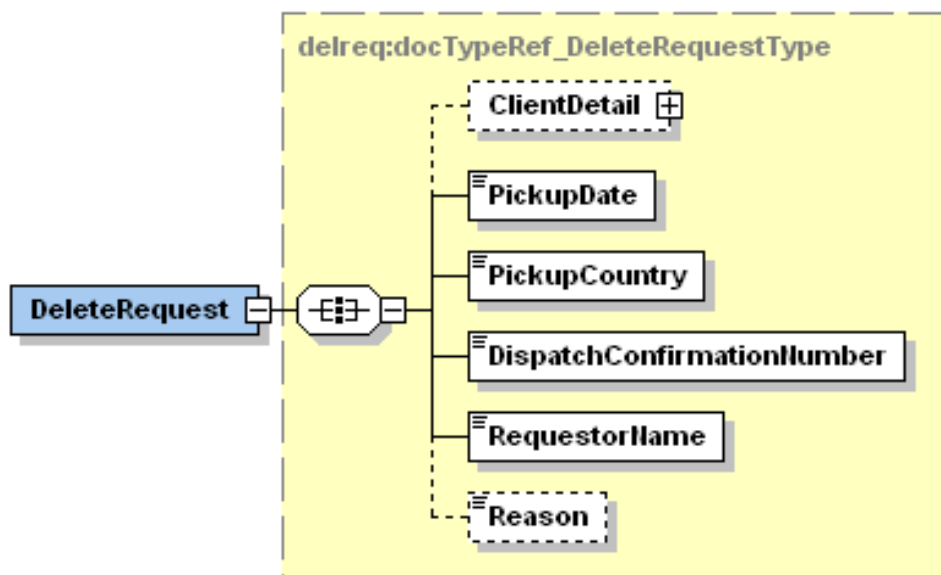 delreq:docTypeRef_DeleteRequestType
ClientDetail
PickupDate
PickupCountry
DeleteRequest
DispatchConfirmationNumber
RequestorName
Reason